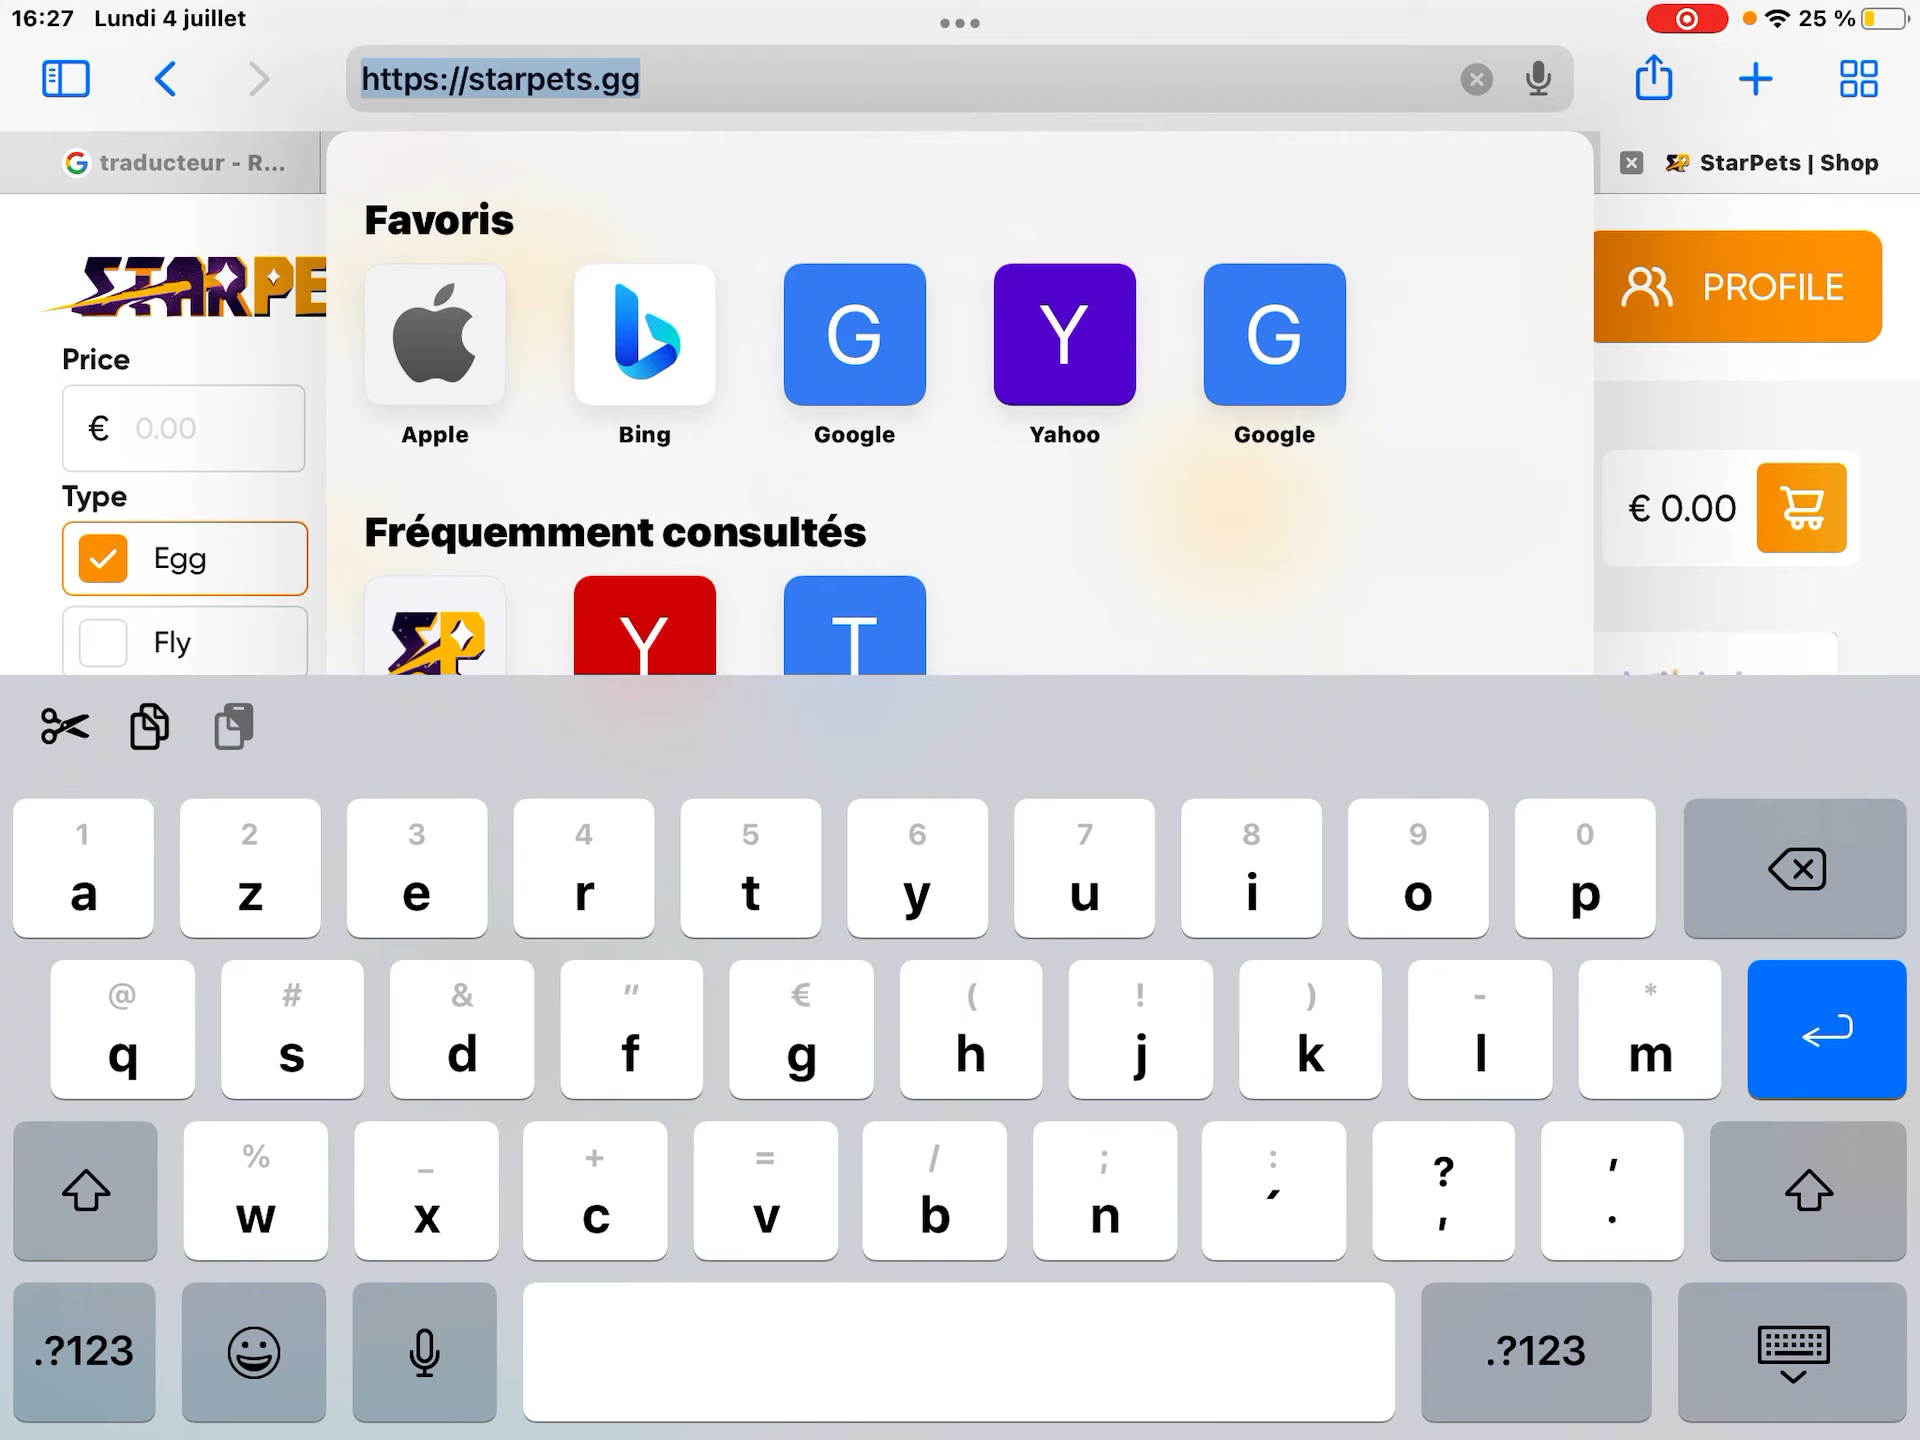 16:27 Lundi 4 juillet
25 %
https://starpets.gg
traducteur - R...
StarPets | Shop
STARPE
PROFILE
Favoris
Apple
Bing
G
Google
Y
Yahoo
G
Google
Price
€ 0.00
Type
Egg
Fly
€ 0.00
Fréquemment consultés
SP
Y
T
1 2 3 4 5 6 7 8 9 0
a z e r t y u i o p
@ # & " € ( ! ) - *
q s d f g h j k l m
% _ + = / ; : ? '
w x c v b n ´ , .
.?123
.?123